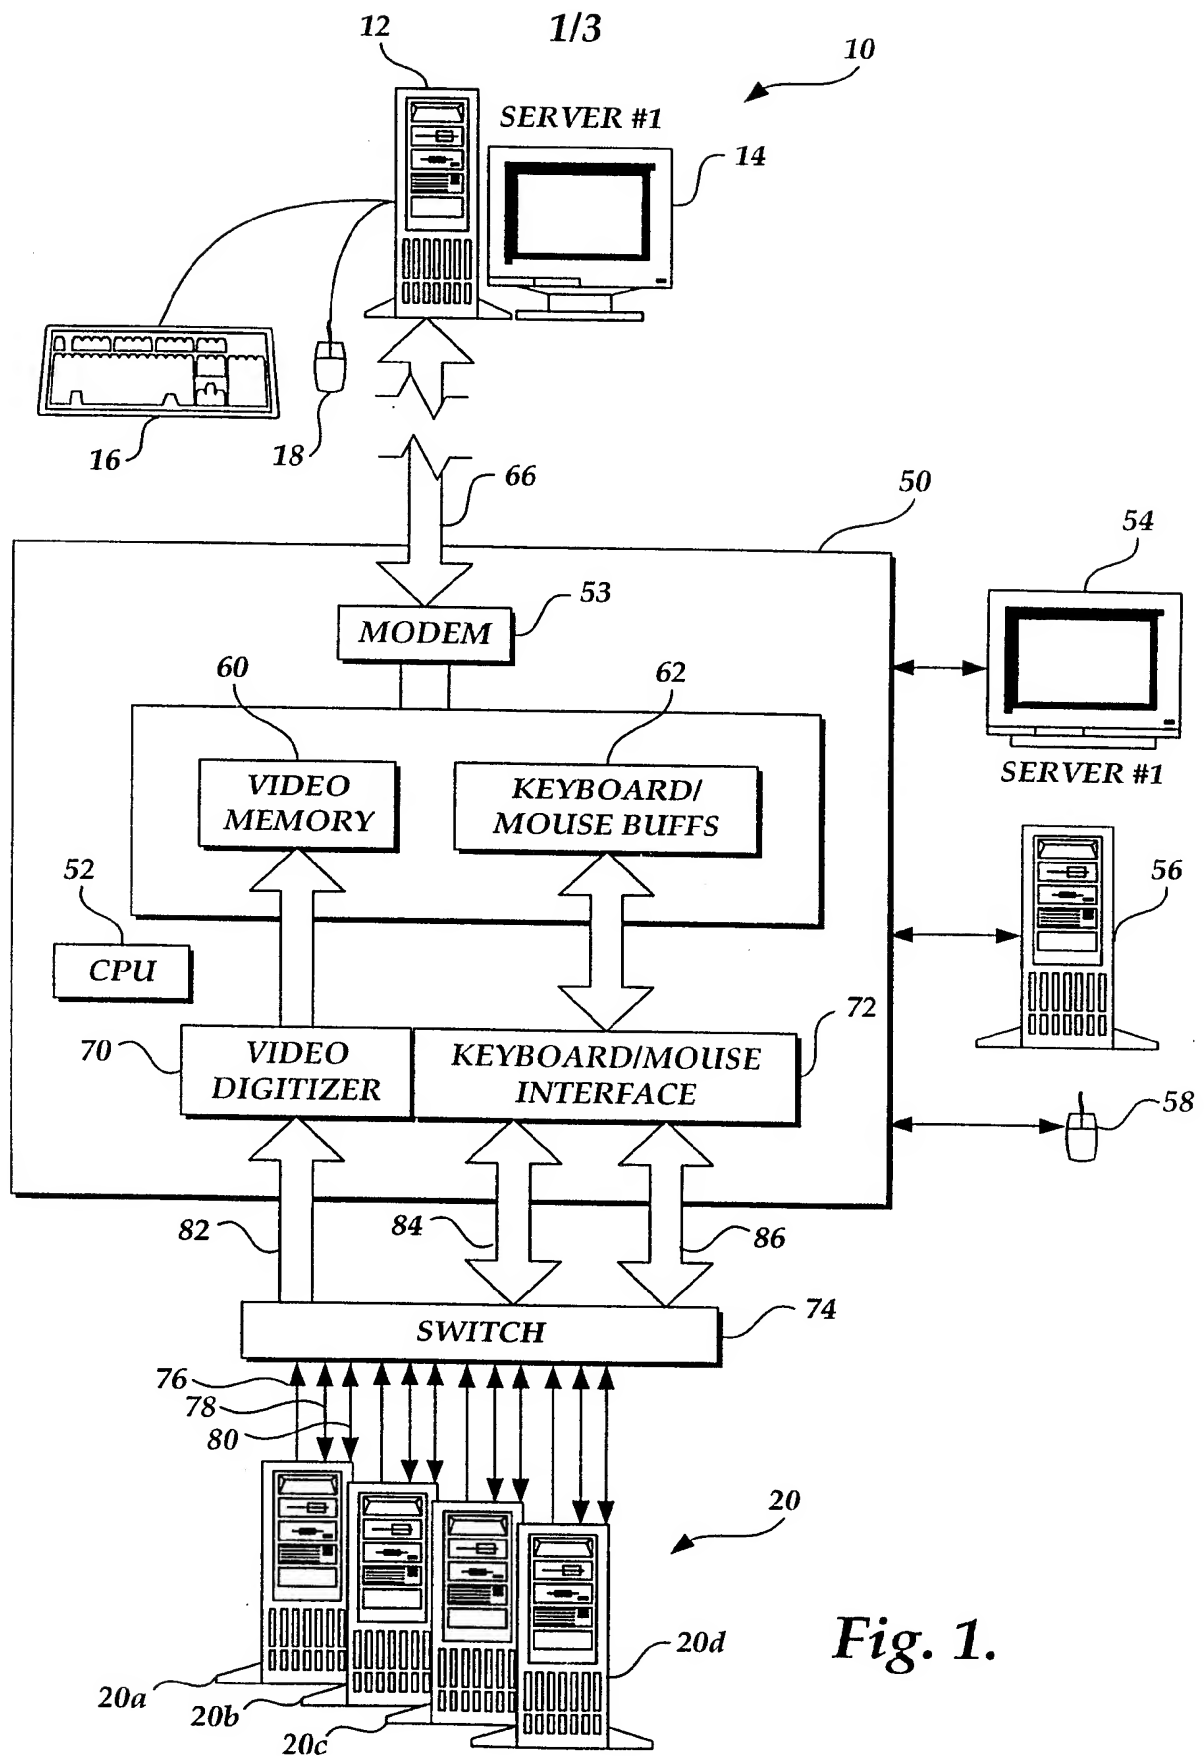 1/3
12
10
SERVER #1
14
16
18
66
50
54
53
MODEM
60
62
VIDEO
MEMORY
KEYBOARD/
MOUSE BUFFS
SERVER #1
52
CPU
56
70
VIDEO
DIGITIZER
KEYBOARD/MOUSE
INTERFACE
72
58
82
84
86
74
SWITCH
76
78
80
20
20a
20b
20c
20d
Fig. 1.